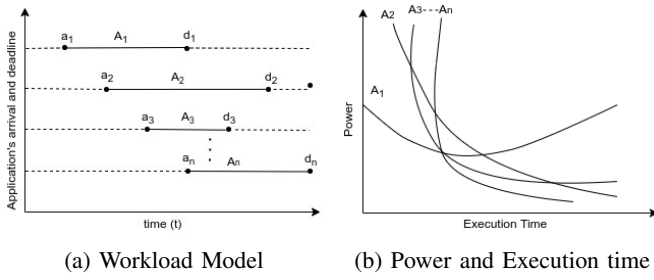 Application's arrival and deadline
a1 A1 d1
a2 A2 d2
a3 A3 d3
an An dn
time (t)
(a) Workload Model
Power
A2 A3---An
A1
Execution Time
(b) Power and Execution time